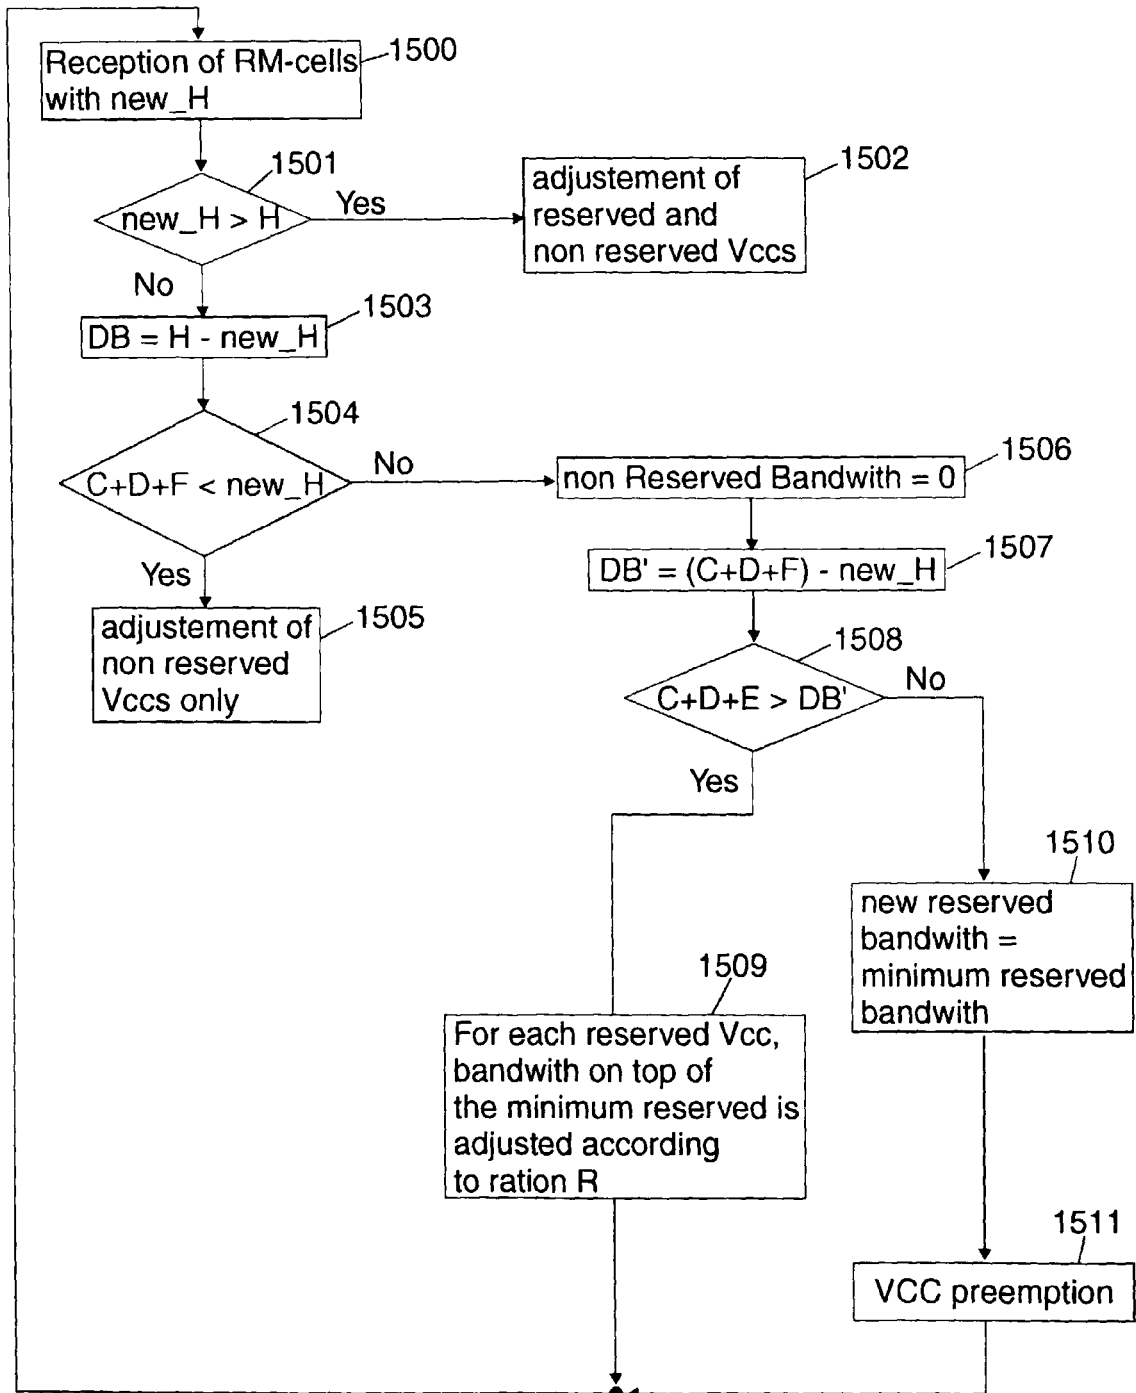 1500
Reception of RM-cells
with new_H
1501
new_H > H
Yes
No
1502
adjustement of
reserved and
non reserved Vccs
1503
DB = H - new_H
1504
C+D+F < new_H
No
Yes
1505
adjustement of
non reserved
Vccs only
1506
non Reserved Bandwith = 0
1507
DB' = (C+D+F) - new_H
1508
C+D+E > DB'
No
Yes
1510
new reserved
bandwith =
minimum reserved
bandwith
1509
For each reserved Vcc,
bandwith on top of
the minimum reserved is
adjusted according
to ration R
1511
VCC preemption